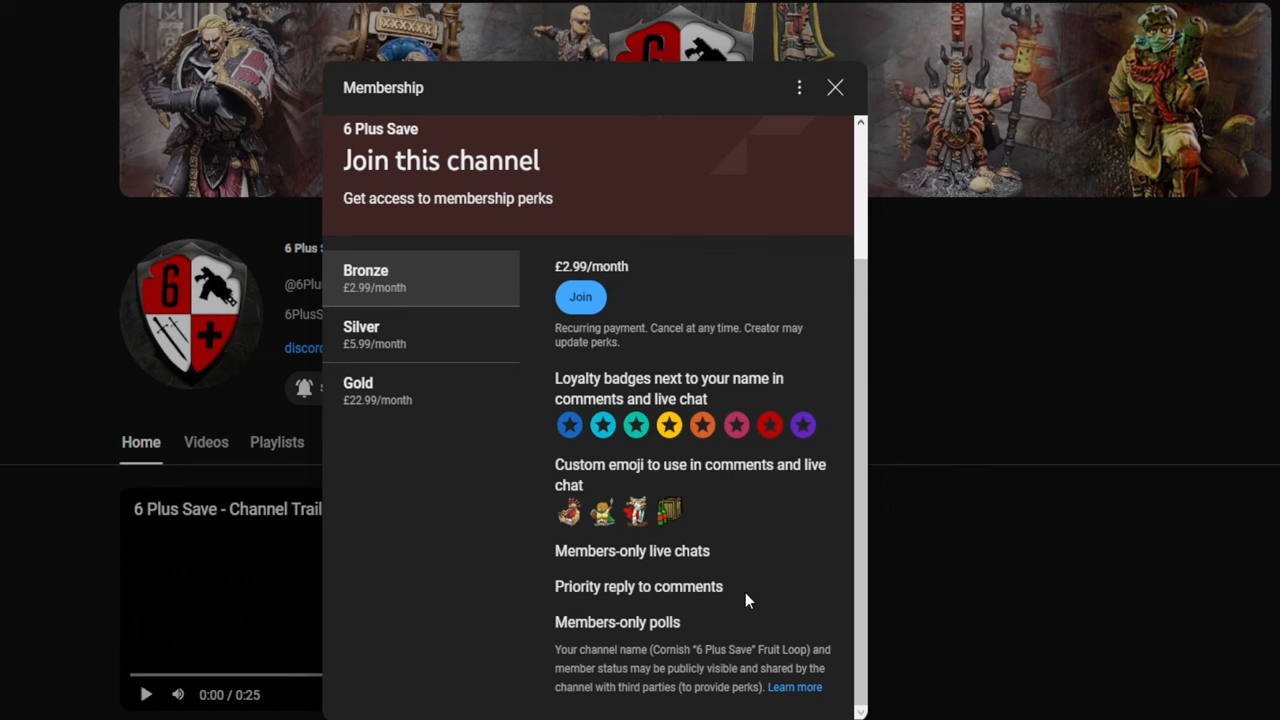 6
Membership
6 Plus Save
Join this channel
Get access to membership perks
Bronze
£2.99/month
Silver
£5.99/month
Gold
£22.99/month
£2.99/month
Join
Recurring payment. Cancel at any time. Creator may
update perks.
Loyalty badges next to your name in
comments and live chat
Custom emoji to use in comments and live
chat
Members-only live chats
Priority reply to comments
Members-only polls
Your channel name (Cornish “6 Plus Save” Fruit Loop) and
member status may be publicly visible and shared by the
channel with third parties (to provide perks). Learn more
6
6 Plus
Home Videos Playlists
6 Plus Save - Channel
0:00 / 0:25